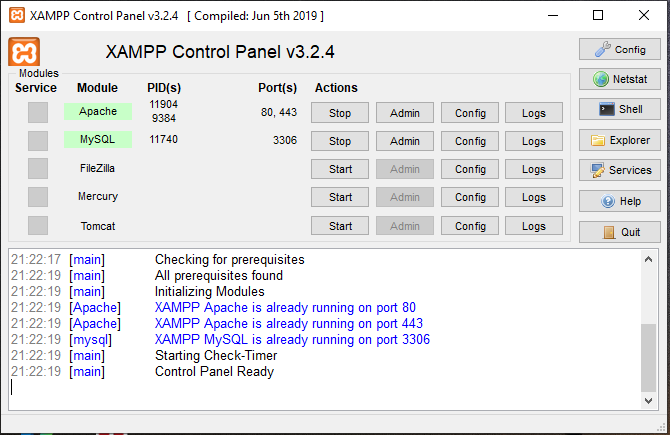 XAMPP Control Panel v3.2.4 [ Compiled: Jun 5th 2019 ]
XAMPP Control Panel v3.2.4
Config
Modules
Service Module PID(s) Port(s) Actions
Netstat
Apache 11904 9384 80, 443 Stop Admin Config Logs
Shell
MySQL 11740 3306 Stop Admin Config Logs
Explorer
FileZilla Start Admin Config Logs
Services
Mercury Start Admin Config Logs
Help
Tomcat Start Admin Config Logs
Quit
21:22:17 [main] Checking for prerequisites
21:22:19 [main] All prerequisites found
21:22:19 [main] Initializing Modules
21:22:19 [Apache] XAMPP Apache is already running on port 80
21:22:19 [Apache] XAMPP Apache is already running on port 443
21:22:19 [mysql] XAMPP MySQL is already running on port 3306
21:22:19 [main] Starting Check-Timer
21:22:19 [main] Control Panel Ready